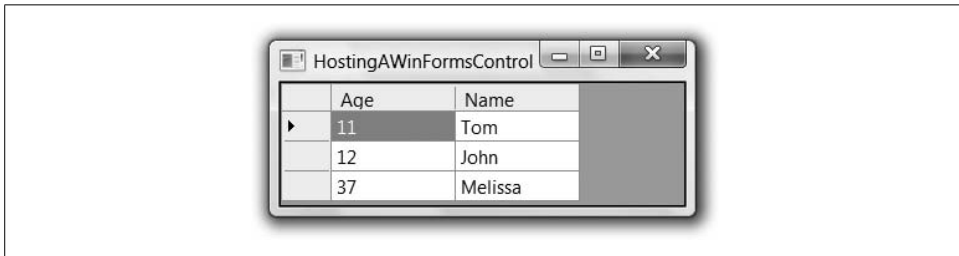 HostingAWinFormsControl
Age Name
11 Tom
12 John
37 Melissa